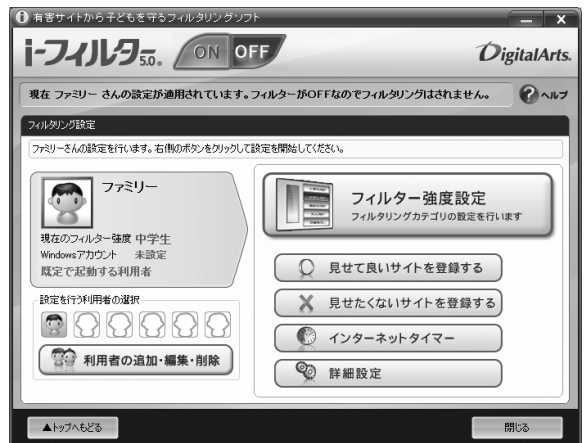 有害サイトから子どもを守るフィルタリングソフト
i-フィルター5.0. ON OFF DigitalArts.
現在 ファミリー さんの設定が適用されています。フィルターがOFFなのでフィルタリングはされません。 ? ヘルプ
フィルタリング設定
ファミリーさんの設定を行います。右側のボタンをクリックして設定を開始してください。
ファミリー
現在のフィルター強度 中学生
Windowsアカウント 未設定
既定で起動する利用者
設定を行う利用者の選択
利用者の追加・編集・削除
フィルター強度設定
フィルタリングカテゴリの設定を行います
見せて良いサイトを登録する
見せたくないサイトを登録する
インターネットタイマー
詳細設定
▲トップへもどる
閉じる